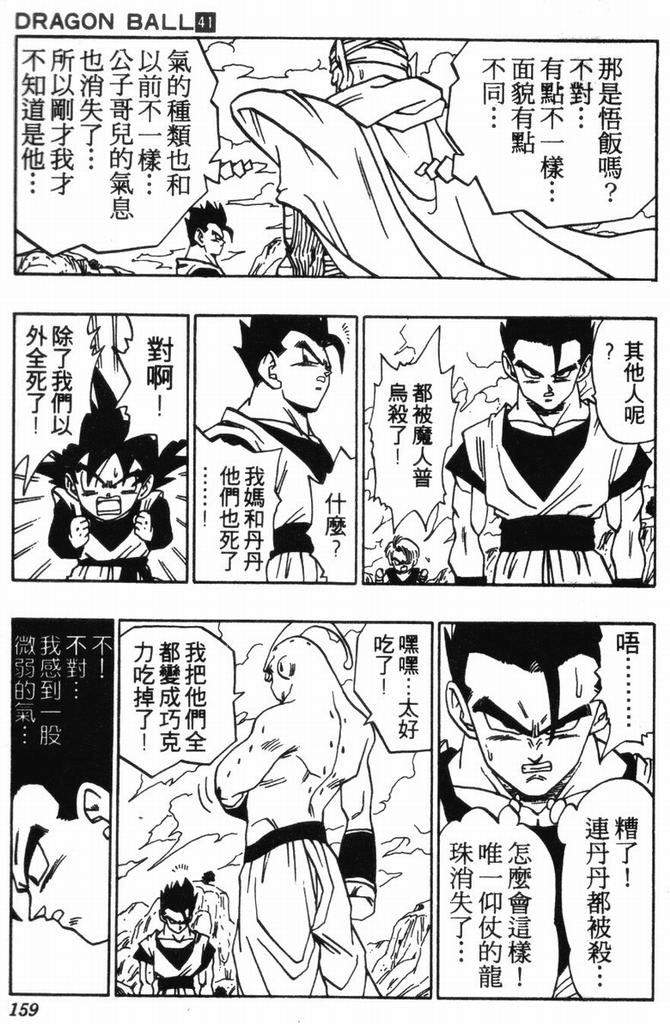 DRAGON BALL 41
那是悟飯嗎？
不對…
有點不一樣…
面貌有點
不同…
氣的種類也和
以前不一樣…
公子哥兒的氣息
也消失了…
所以剛才我才
不知道是他…
其他人呢
？
都被魔人普
烏殺了！
什麼？
我媽和丹丹
他們也死了
……！
對啊！
除了我們以
外全死了！
唔………
糟了！
連丹丹都被殺…
怎麼會這樣！
唯一仰仗的龍
珠消失了…
嘿嘿…太好
吃了！
我把他們全
都變成巧克
力吃掉了！
不！
不對…
我感到一股
微弱的氣…
159